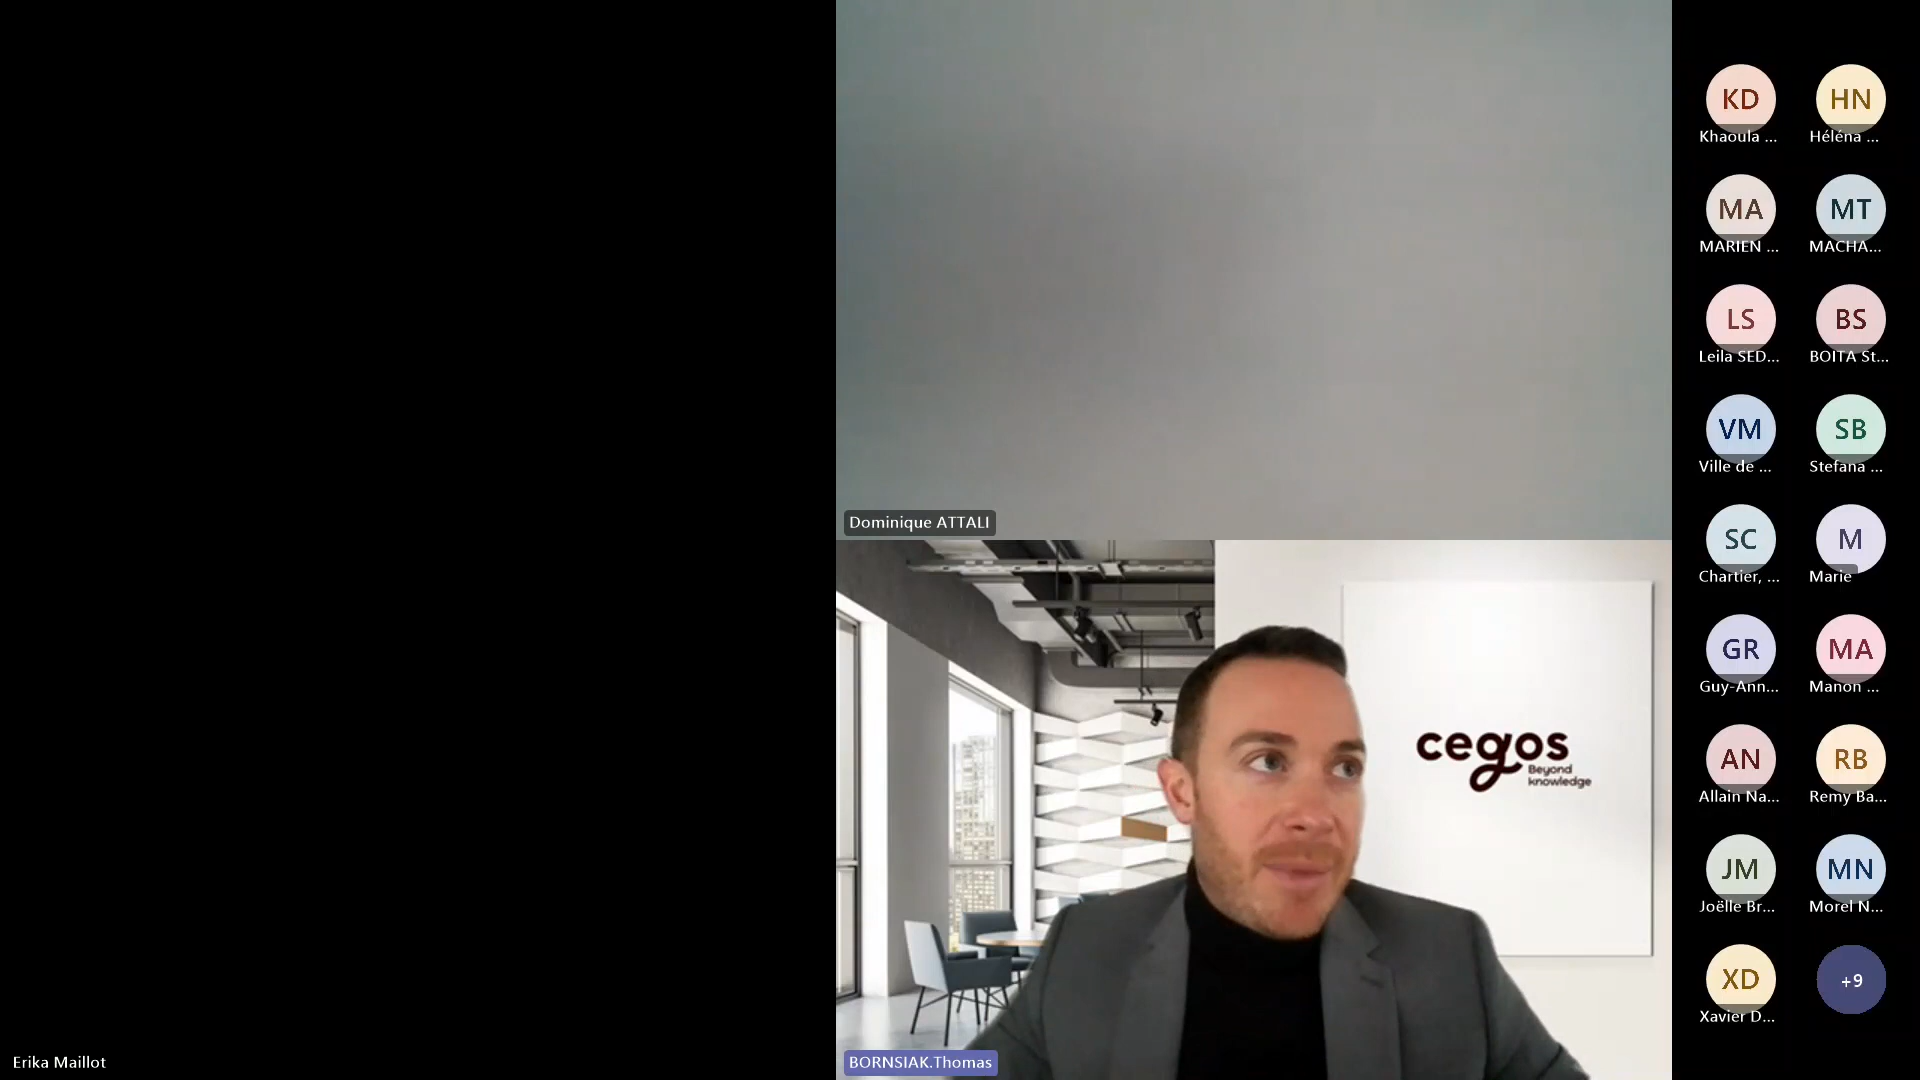 Erika Maillot
Dominique ATTALI
cegos
Beyond
knowledge
BORNSIAK.Thomas
KD
Khaoula ...
HN
Héléna ...
MA
MARIEN ...
MT
MACHA...
LS
Leila SED...
BS
BOITA St...
VM
Ville de ...
SB
Stefana ...
SC
Chartier, ...
M
Marie
GR
Guy-Ann...
MA
Manon ...
AN
Allain Na...
RB
Remy Ba...
JM
Joëlle Br...
MN
Morel N...
XD
Xavier D...
+9